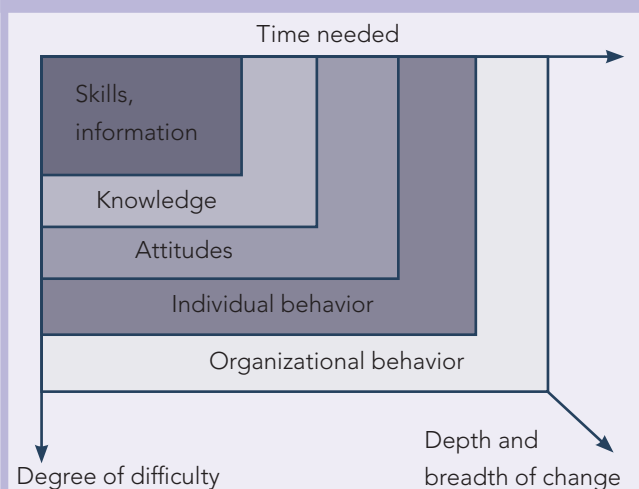 Time needed
Skills,
information
Knowledge
Attitudes
Individual behavior
Organizational behavior
Degree of difficulty
Depth and
breadth of change